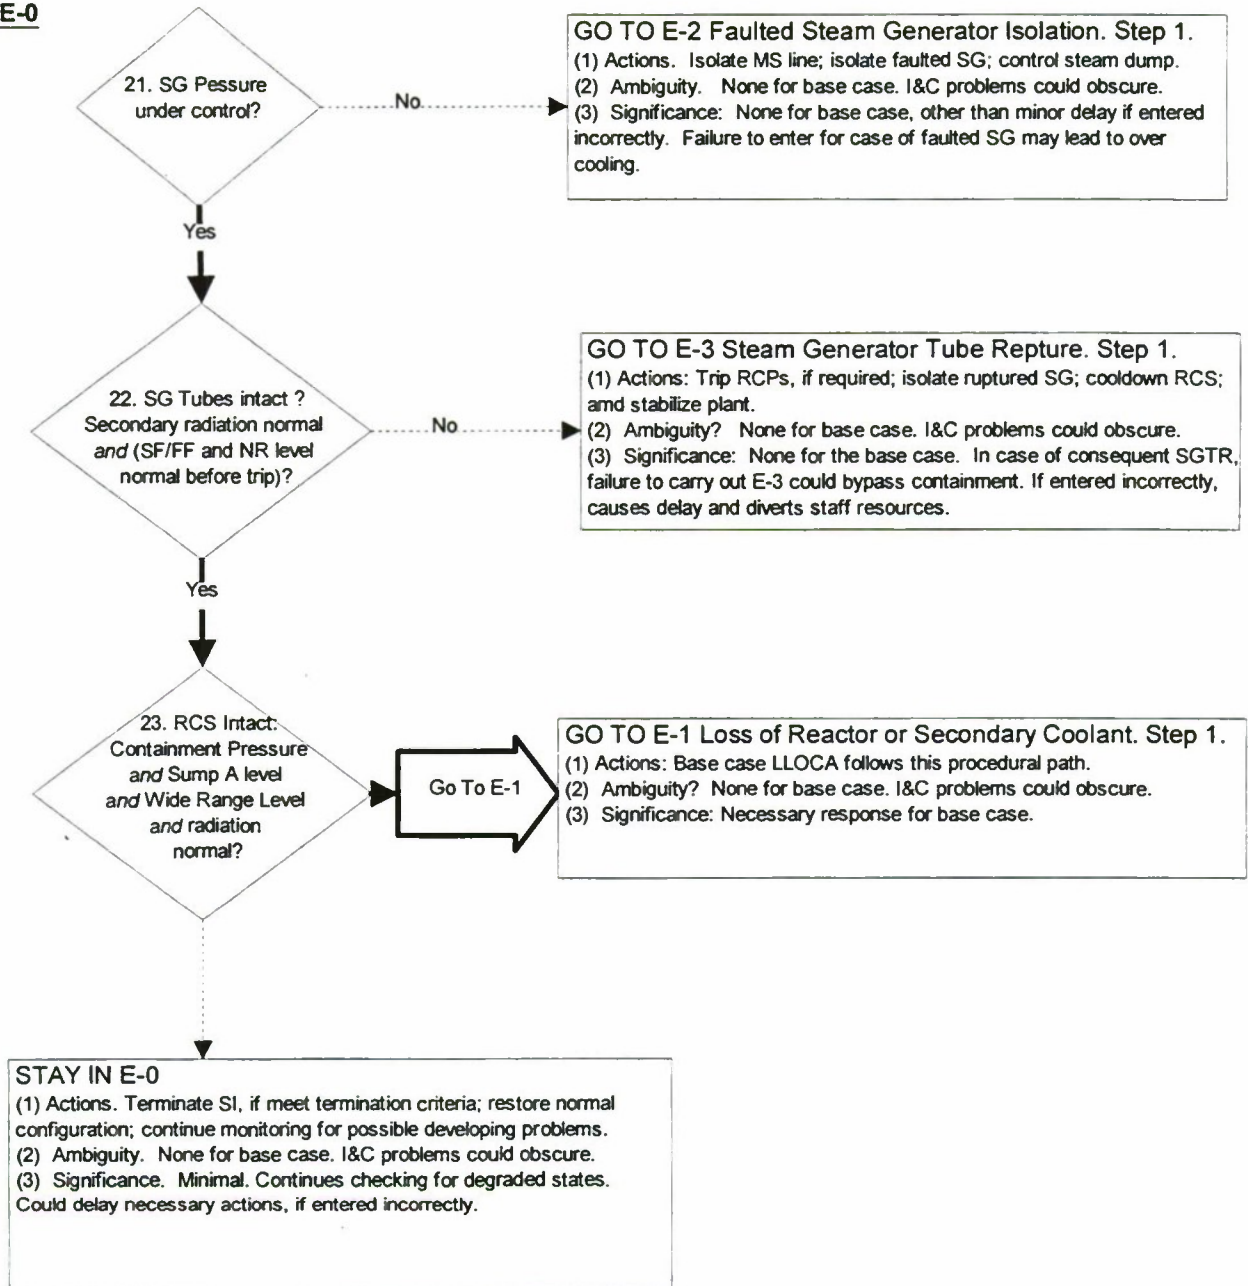 E-0
21. SG Pessure
under control?
No
GO TO E-2 Faulted Steam Generator Isolation. Step 1.
(1) Actions. Isolate MS line; isolate faulted SG; control steam dump.
(2) Ambiguity. None for base case. I&C problems could obscure.
(3) Significance: None for base case, other than minor delay if entered
incorrectly. Failure to enter for case of faulted SG may lead to over
cooling.
Yes
22. SG Tubes intact ?
Secondary radiation normal
and (SF/FF and NR level
normal before trip)?
No
GO TO E-3 Steam Generator Tube Repture. Step 1.
(1) Actions: Trip RCPs, if required; isolate ruptured SG; cooldown RCS;
amd stabilize plant.
(2) Ambiguity? None for base case. I&C problems could obscure.
(3) Significance: None for the base case. In case of consequent SGTR,
failure to carry out E-3 could bypass containment. If entered incorrectly,
causes delay and diverts staff resources.
Yes
23. RCS Intact:
Containment Pressure
and Sump A level
and Wide Range Level
and radiation
normal?
Go To E-1
GO TO E-1 Loss of Reactor or Secondary Coolant. Step 1.
(1) Actions: Base case LLOCA follows this procedural path.
(2) Ambiguity? None for base case. I&C problems could obscure.
(3) Significance: Necessary response for base case.
STAY IN E-0
(1) Actions. Terminate SI, if meet termination criteria; restore normal
configuration; continue monitoring for possible developing problems.
(2) Ambiguity. None for base case. I&C problems could obscure.
(3) Significance. Minimal. Continues checking for degraded states.
Could delay necessary actions, if entered incorrectly.